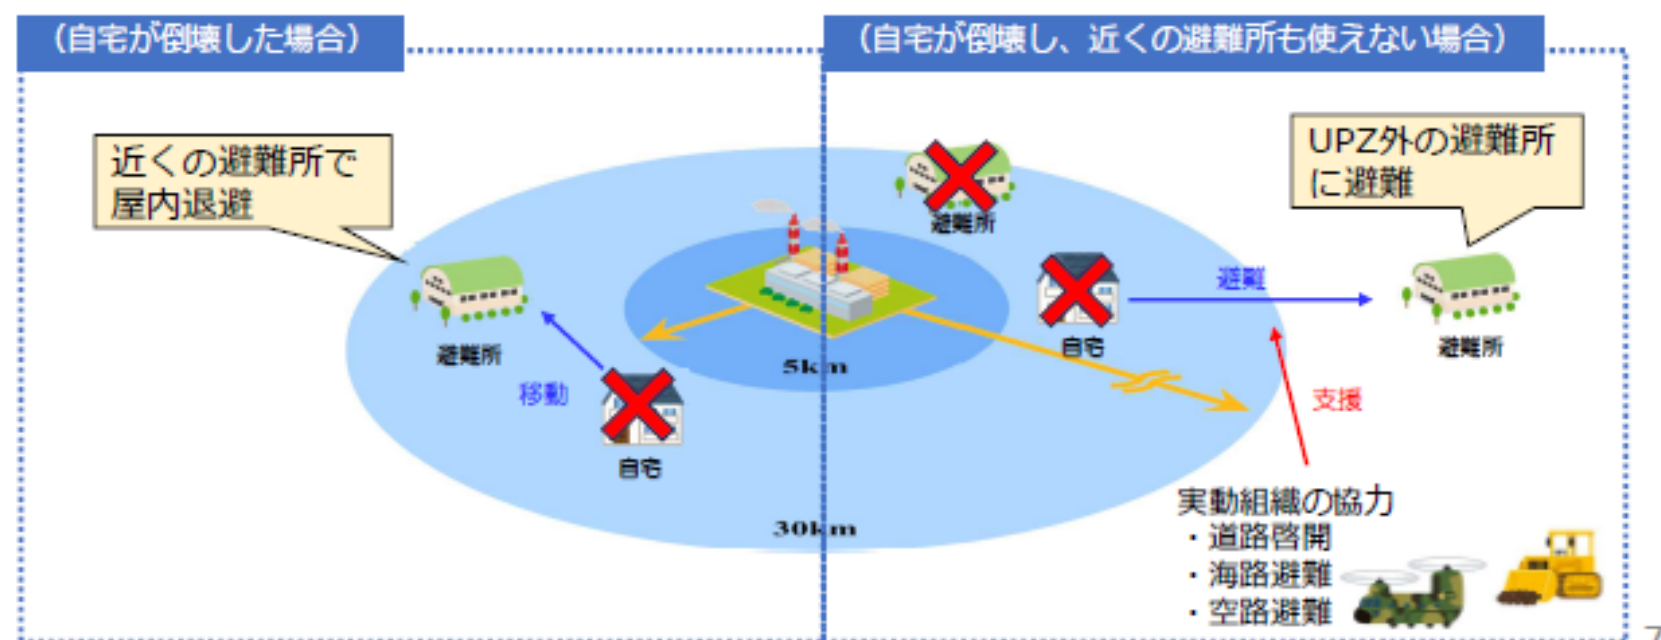 （自宅が倒壊した場合）
近くの避難所で
屋内退避
避難所
移動
自宅
5km
30km
（自宅が倒壊し、近くの避難所も使えない場合）
避難所
自宅
避難
UPZ外の避難所
に避難
避難所
支援
実動組織の協力
・道路啓開
・海路避難
・空路避難